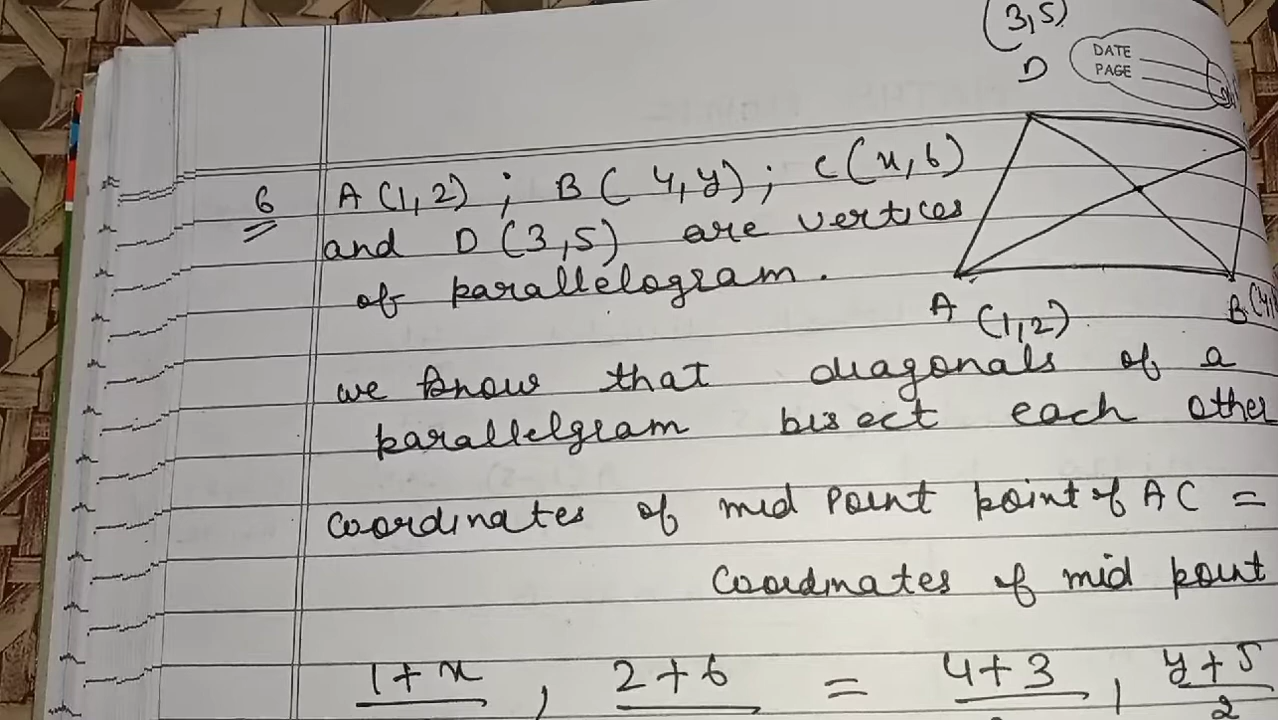 (3,5)
D
DATE
PAGE
6 A (1,2) ; B ( 4,y) ; C (x,6)
and D (3,5) are vertices
of parallelogram.
A (1,2)
B (4,
we know that diagonals of a
parallelgram bisect each other
coordinates of mid point point of AC =
Coordinates of mid point
1+x , 2+6 = 4+3 , y+5
2